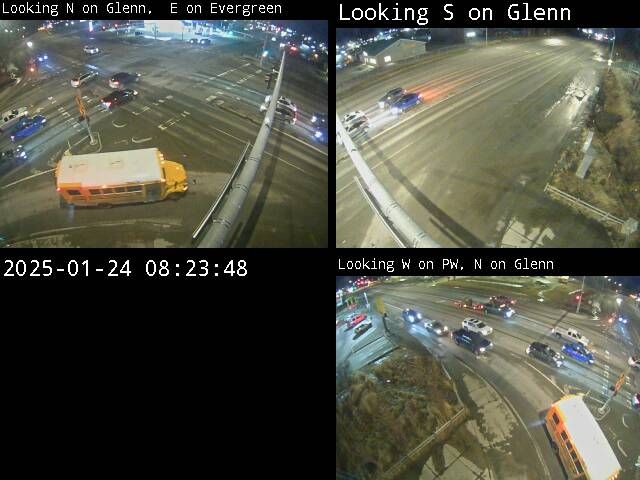 Looking N on Glenn,  E on Evergreen
Looking S on Glenn
2025-01-24 08:23:48
Looking W on PW, N on Glenn